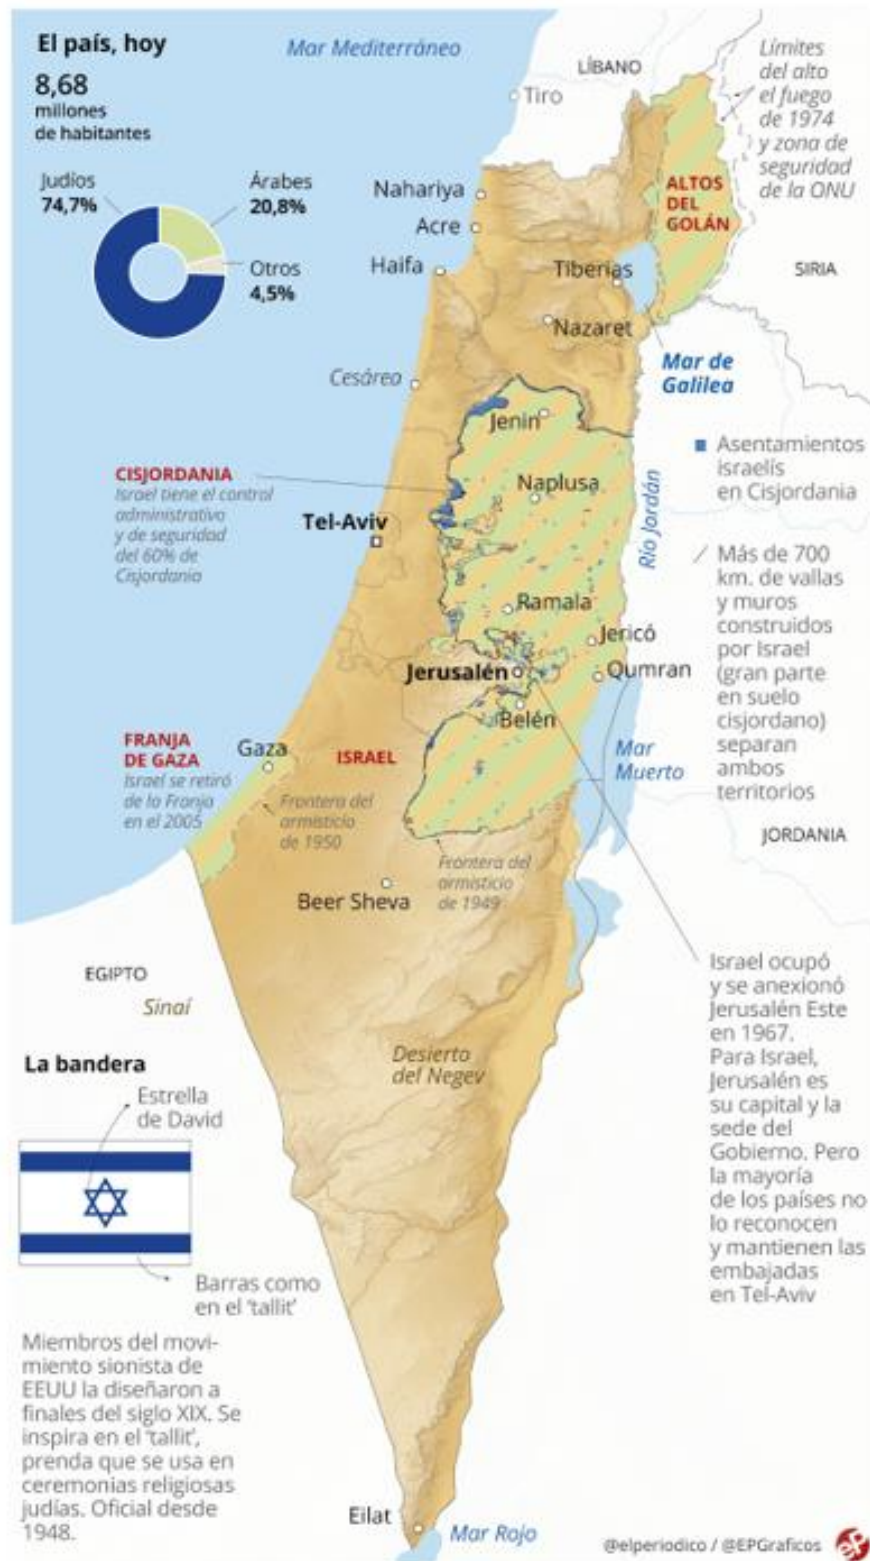 El país, hoy
8,68
millones
de habitantes
Judíos
74,7%
Árabes
20,8%
Otros
4,5%
Mar Mediterráneo
LÍBANO
Tiro
Límites
del alto
el fuego
de 1974
y zona de
seguridad
de la ONU
ALTOS
DEL
GOLÁN
Nahariya
Acre
Haifa
Tiberias
SIRIA
Nazaret
Mar de
Galilea
Cesárea
Jenin
Asentamientos
israelís
en Cisjordania
CISJORDANIA
Israel tiene el control
administrativo
y de seguridad
del 60% de
Cisjordania
Naplusa
Tel-Aviv
Río Jordán
Más de 700
km. de vallas
y muros
construidos
por Israel
(gran parte
en suelo
cisjordano)
separan
ambos
territorios
Ramala
Jericó
Jerusalén
Qumran
Belén
FRANJA
DE GAZA
Israel se retiró
de la Franja
en el 2005
Gaza
ISRAEL
Mar
Muerto
Frontera del
armisticio
de 1950
JORDANIA
Frontera del
armisticio
de 1949
Beer Sheva
EGIPTO
Sinaí
Israel ocupó
y se anexionó
Jerusalén Este
en 1967.
Para Israel,
Jerusalén es
su capital y la
sede del
Gobierno. Pero
la mayoría
de los países no
lo reconocen
y mantienen las
embajadas
en Tel-Aviv
Desierto
del Negev
La bandera
Estrella
de David
Barras como
en el 'tallit'
Miembros del movi-
miento sionista de
EEUU la diseñaron a
finales del siglo XIX. Se
inspira en el 'tallit',
prenda que se usa en
ceremonias religiosas
judías. Oficial desde
1948.
Eilat
Mar Rojo
@elperiodico / @EPGraficos
eP